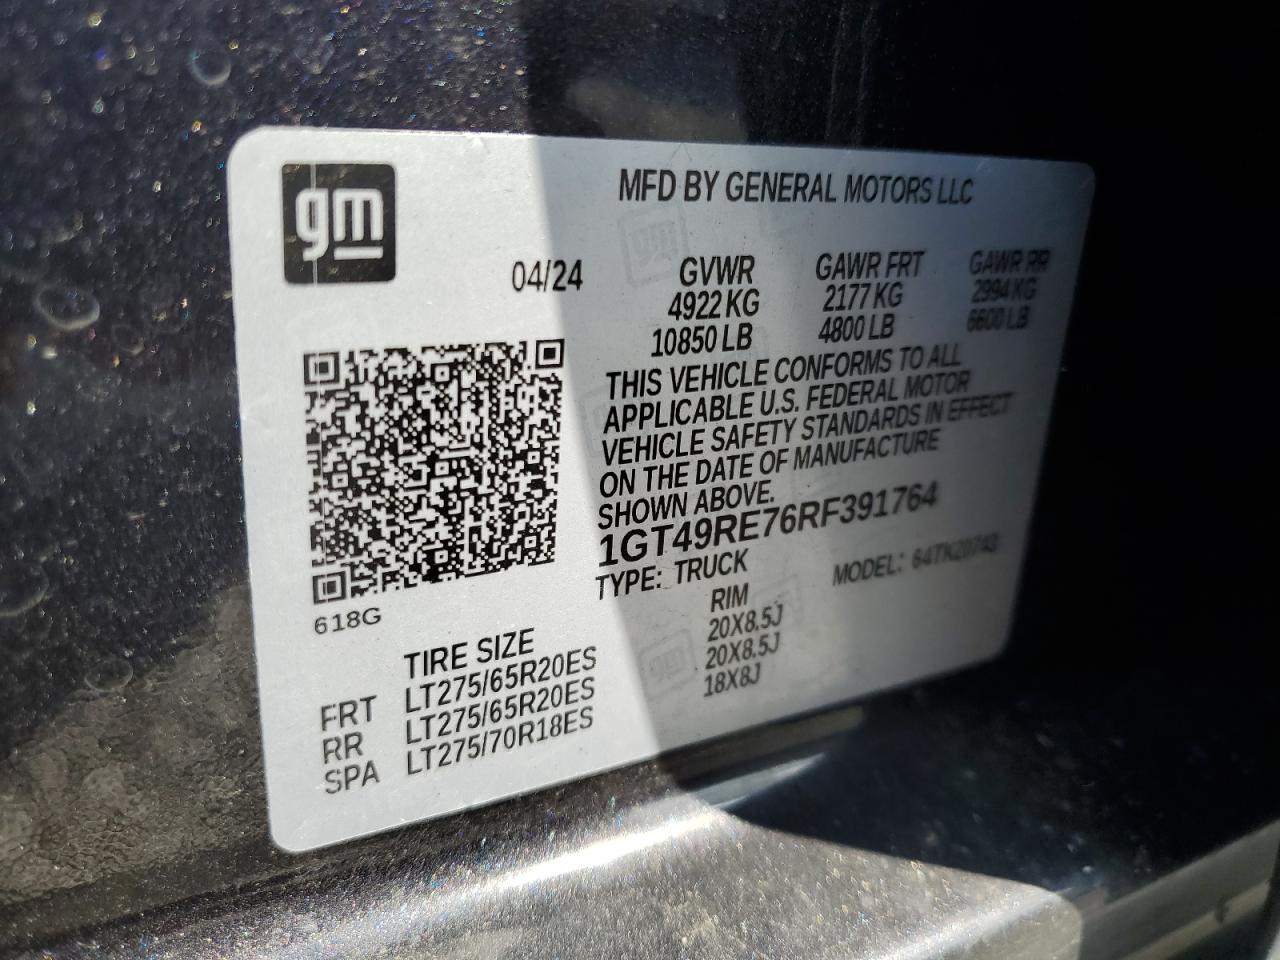 gm
MFD BY GENERAL MOTORS LLC
04/24
GVWR GAWR FRT GAWR RR
4922 KG 2177 KG 2994 KG
10850 LB 4800 LB 6600 LB
THIS VEHICLE CONFORMS TO ALL
APPLICABLE U.S. FEDERAL MOTOR
VEHICLE SAFETY STANDARDS IN EFFECT
ON THE DATE OF MANUFACTURE
SHOWN ABOVE.
1GT49RE76RF391764
TYPE: TRUCK MODEL:
618G
TIRE SIZE RIM
FRT LT275/65R20ES 20X8.5J
RR LT275/65R20ES 20X8.5J
SPA LT275/70R18ES 18X8J